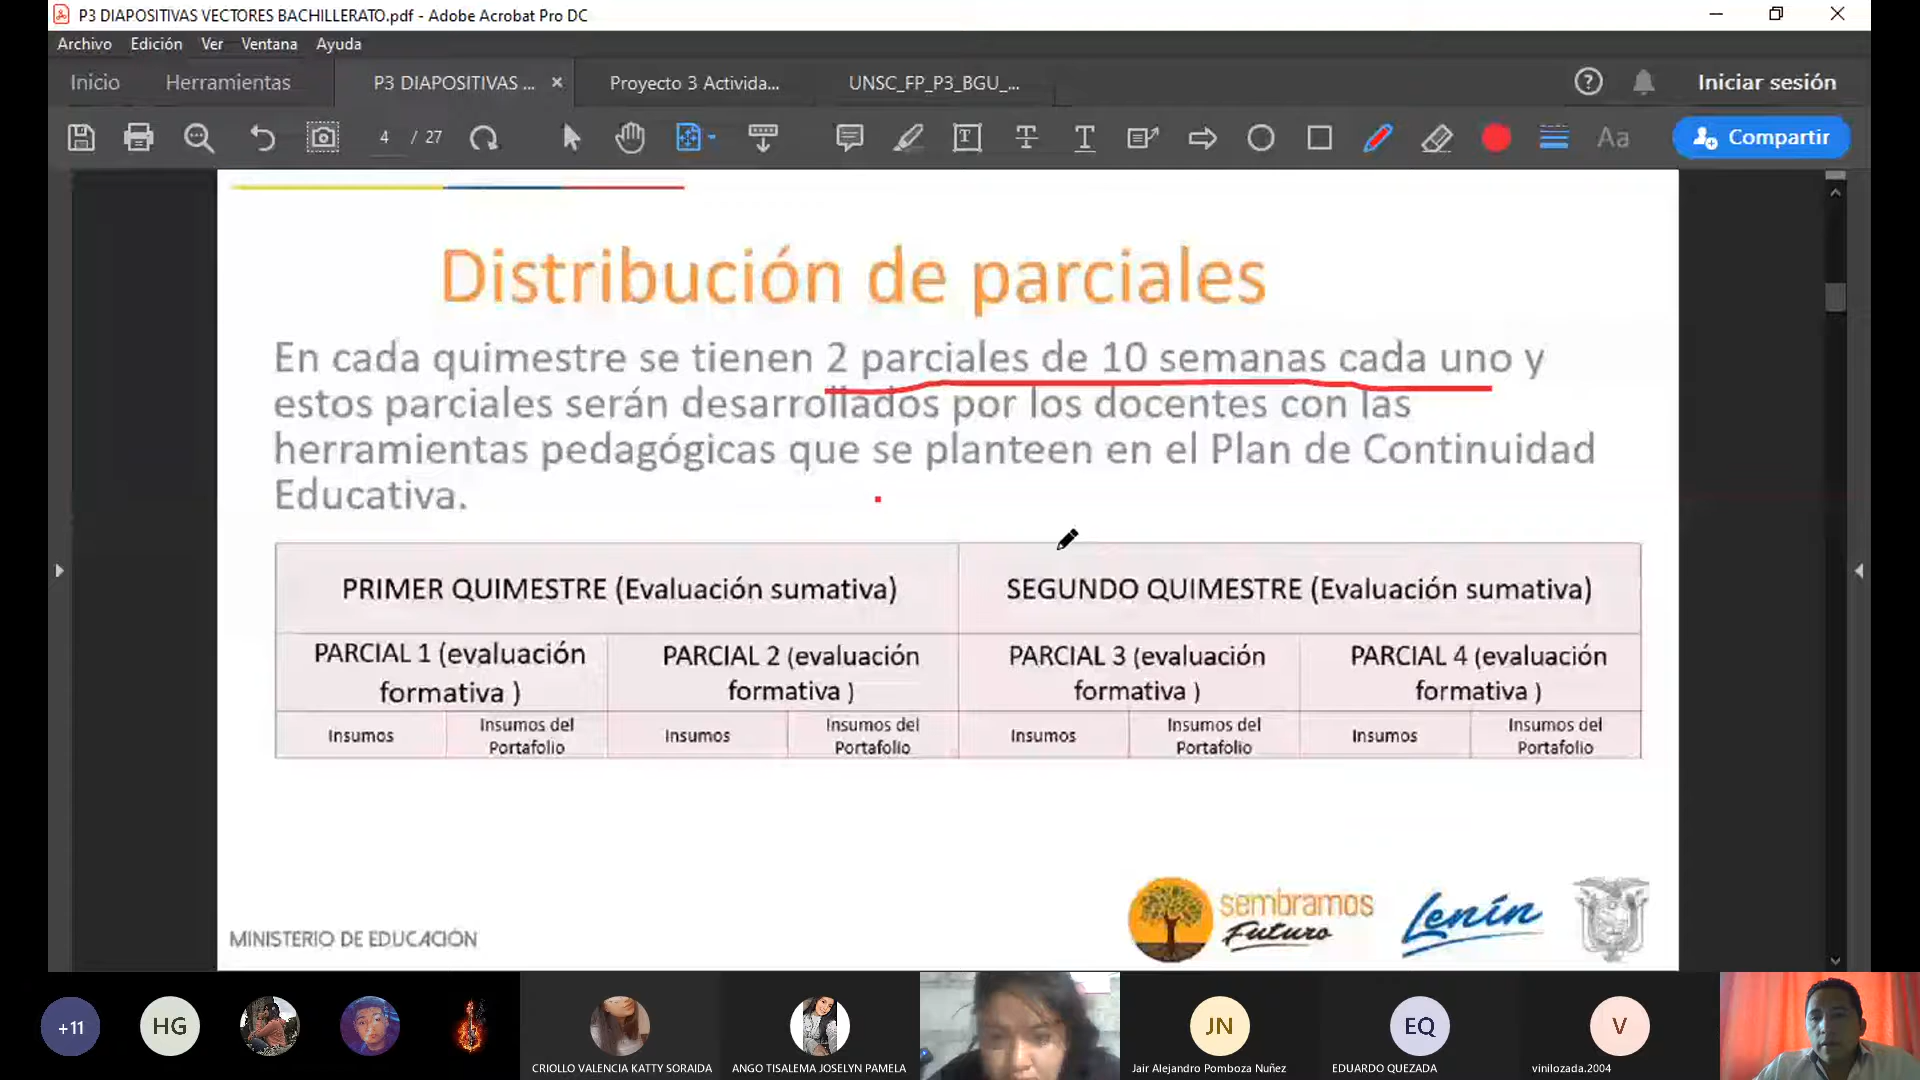 P3 DIAPOSITIVAS VECTORES BACHILLERATO.pdf - Adobe Acrobat Pro DC
Archivo Edición Ver Ventana Ayuda
Inicio Herramientas P3 DIAPOSITIVAS ... × Proyecto 3 Activida... UNSC_FP_P3_BGU_... Iniciar sesión
4 / 27 Aa Compartir
Distribución de parciales
En cada quimestre se tienen 2 parciales de 10 semanas cada uno y
estos parciales serán desarrollados por los docentes con las
herramientas pedagógicas que se planteen en el Plan de Continuidad
Educativa.
PRIMER QUIMESTRE (Evaluación sumativa) SEGUNDO QUIMESTRE (Evaluación sumativa)
PARCIAL 1 (evaluación PARCIAL 2 (evaluación PARCIAL 3 (evaluación PARCIAL 4 (evaluación
formativa ) formativa ) formativa ) formativa )
Insumos Insumos del Insumos Insumos del Insumos Insumos del Insumos Insumos del
Portafolio Portafolio Portafolio Portafolio
sembramos
Futuro
Lenín
MINISTERIO DE EDUCACIÓN
+11 HG JN EQ V
CRIOLLO VALENCIA KATTY SORAIDA ANGO TISALEMA JOSELYN PAMELA Jair Alejandro Pomboza Nuñez EDUARDO QUEZADA vinilozada.2004